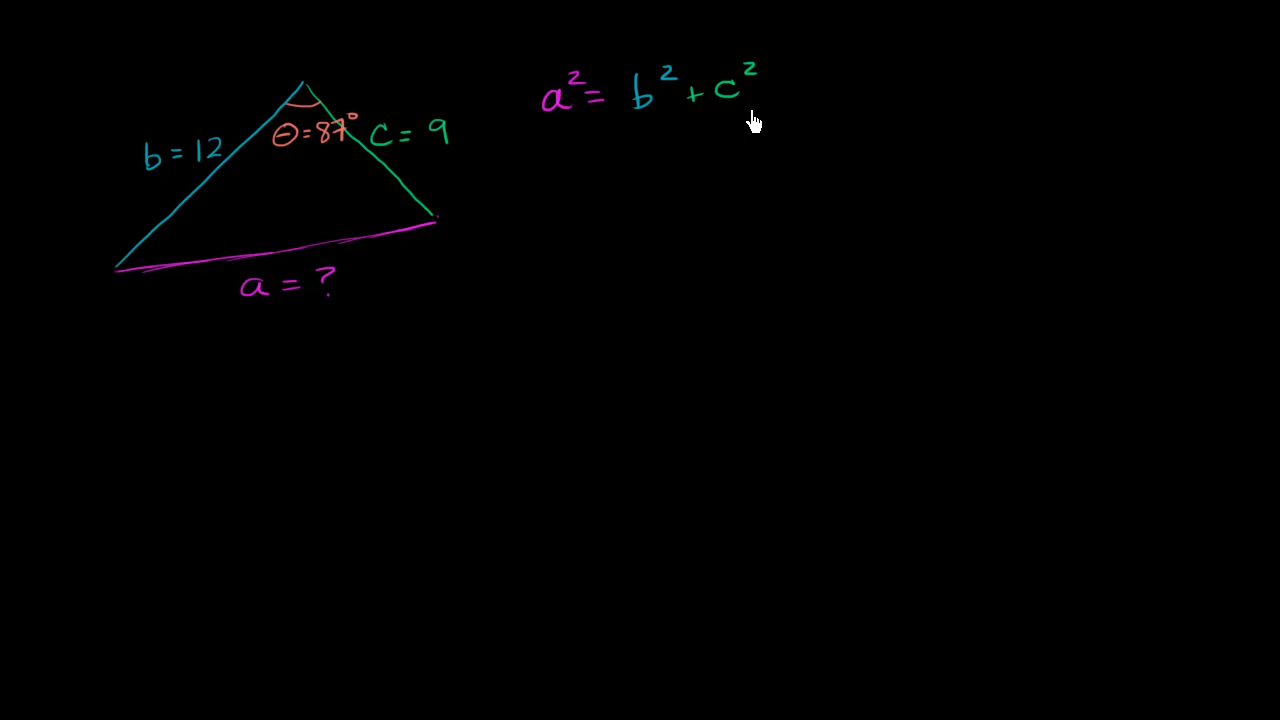 a² = b² + c²
b = 12
Θ = 87°
c = 9
a = ?